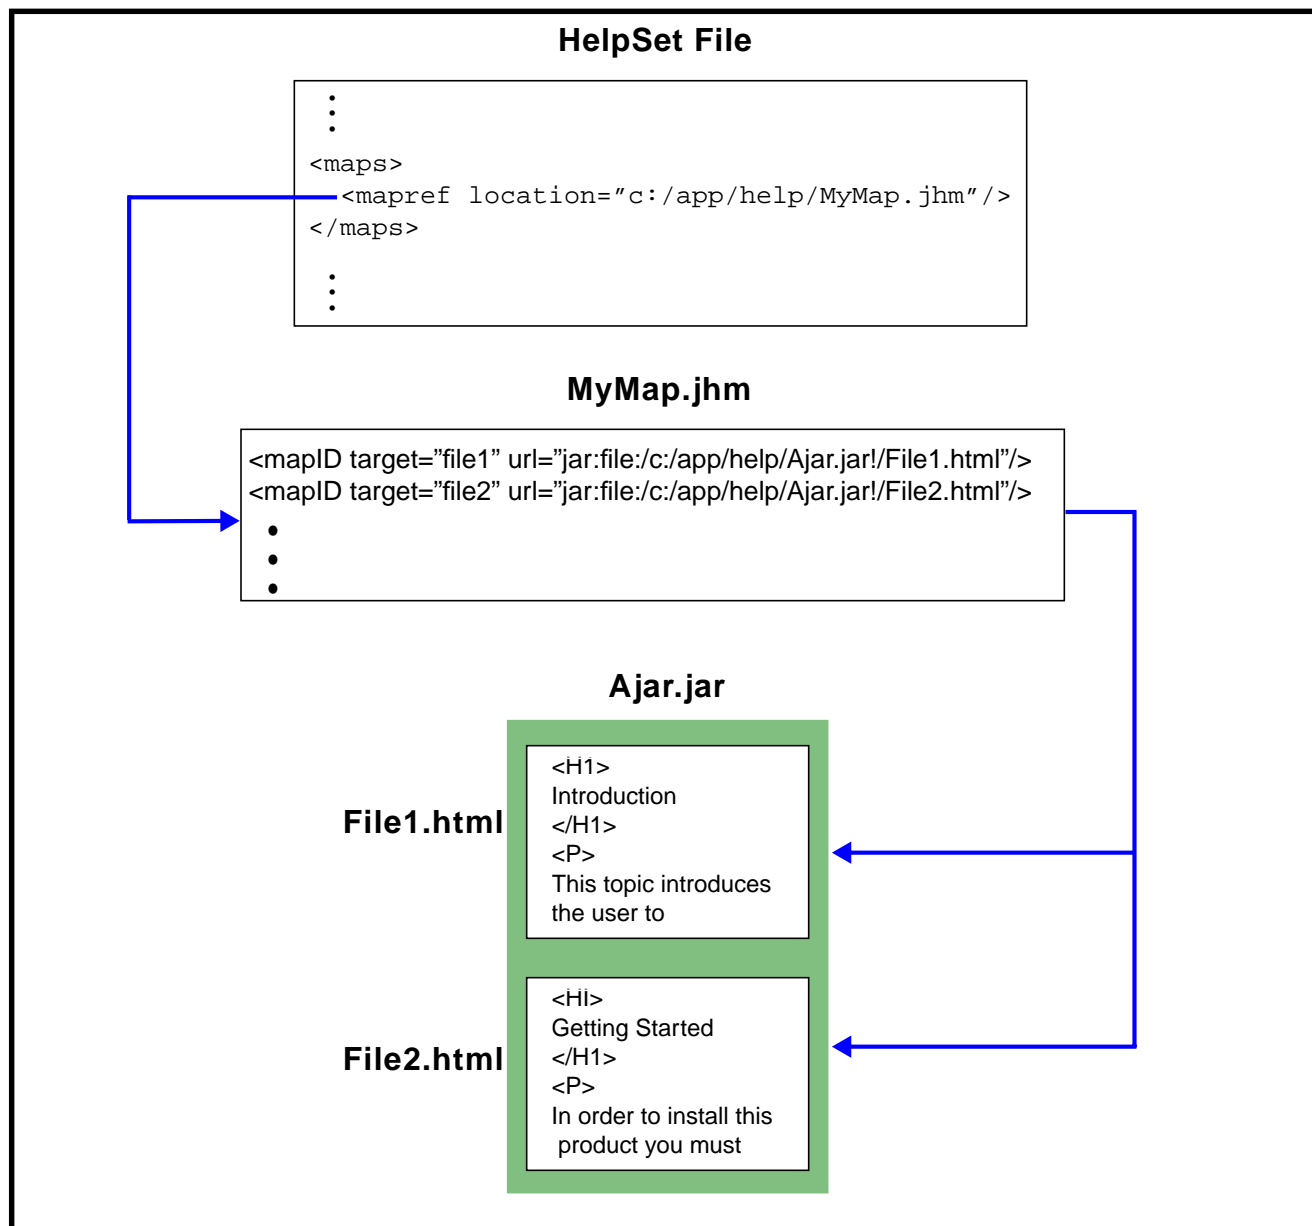 HelpSet File
<maps>
<mapref location=”c:/app/help/MyMap.jhm”/>
</maps>
MyMap.jhm
<mapID target=”file1” url=”jar:file:/c:/app/help/Ajar.jar!/File1.html”/>
<mapID target=”file2” url=”jar:file:/c:/app/help/Ajar.jar!/File2.html”/>
Ajar.jar
File1.html
<H1>
Introduction
</H1>
<P>
This topic introduces
the user to
File2.html
<HI>
Getting Started
</H1>
<P>
In order to install this
product you must